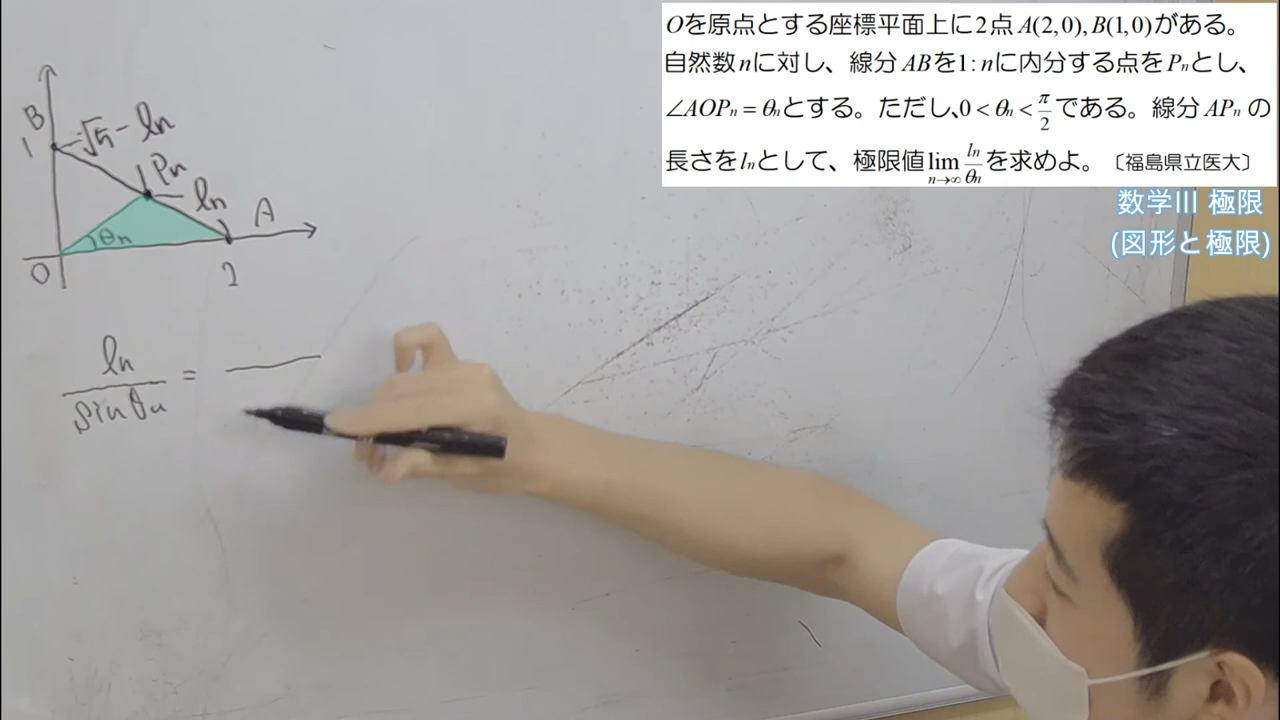 Oを原点とする座標平面上に2点A(2,0),B(1,0)がある。
自然数nに対し、線分ABを1:nに内分する点をPnとし、
∠AOPn=θnとする。ただし、0<θn<π/2である。線分APnの
長さをlnとして、極限値lim n→∞ ln/θnを求めよ。〔福島県立医大〕
数学III 極限
(図形と極限)
B
1
√5-ln
Pn
ln
A
θn
O
2
ln/sinθn =